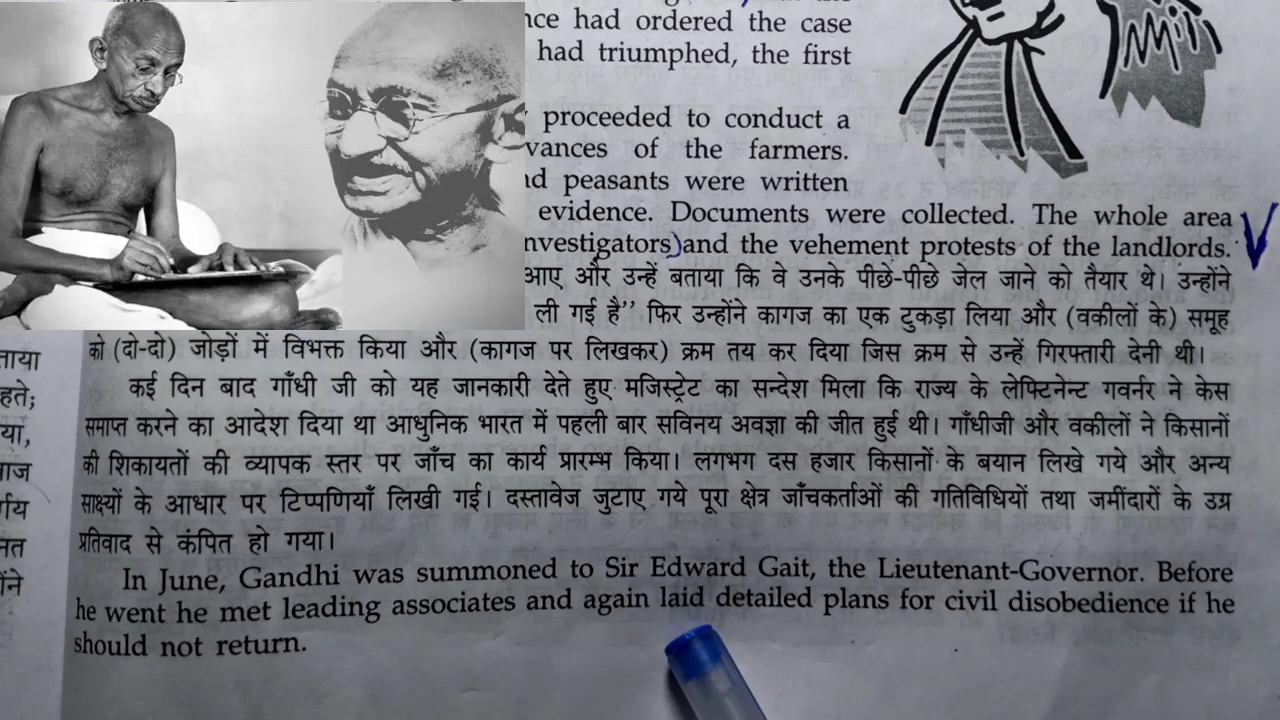 nce had ordered the case
had triumphed, the first
proceeded to conduct a
vances of the farmers.
nd peasants were written
evidence. Documents were collected. The whole area
nvestigators) and the vehement protests of the landlords.
आए और उन्हें बताया कि वे उनके पीछे-पीछे जेल जाने को तैयार थे। उन्होंने
ली गई है” फिर उन्होंने कागज का एक टुकड़ा लिया और (वकीलों के) समूह
को (दो-दो) जोड़ों में विभक्त किया और (कागज पर लिखकर) क्रम तय कर दिया जिस क्रम से उन्हें गिरफ्तारी देनी थी।
कई दिन बाद गाँधी जी को यह जानकारी देते हुए मजिस्ट्रेट का सन्देश मिला कि राज्य के लेफ्टिनेन्ट गवर्नर ने केस
समाप्त करने का आदेश दिया था आधुनिक भारत में पहली बार सविनय अवज्ञा की जीत हुई थी। गाँधीजी और वकीलों ने किसानों
की शिकायतों की व्यापक स्तर पर जाँच का कार्य प्रारम्भ किया। लगभग दस हजार किसानों के बयान लिखे गये और अन्य
साक्ष्यों के आधार पर टिप्पणियाँ लिखी गई। दस्तावेज जुटाए गये पूरा क्षेत्र जाँचकर्ताओं की गतिविधियों तथा जमींदारों के उग्र
प्रतिवाद से कंपित हो गया।
In June, Gandhi was summoned to Sir Edward Gait, the Lieutenant-Governor. Before
he went he met leading associates and again laid detailed plans for civil disobedience if he
should not return.
ताया
हते;
या,